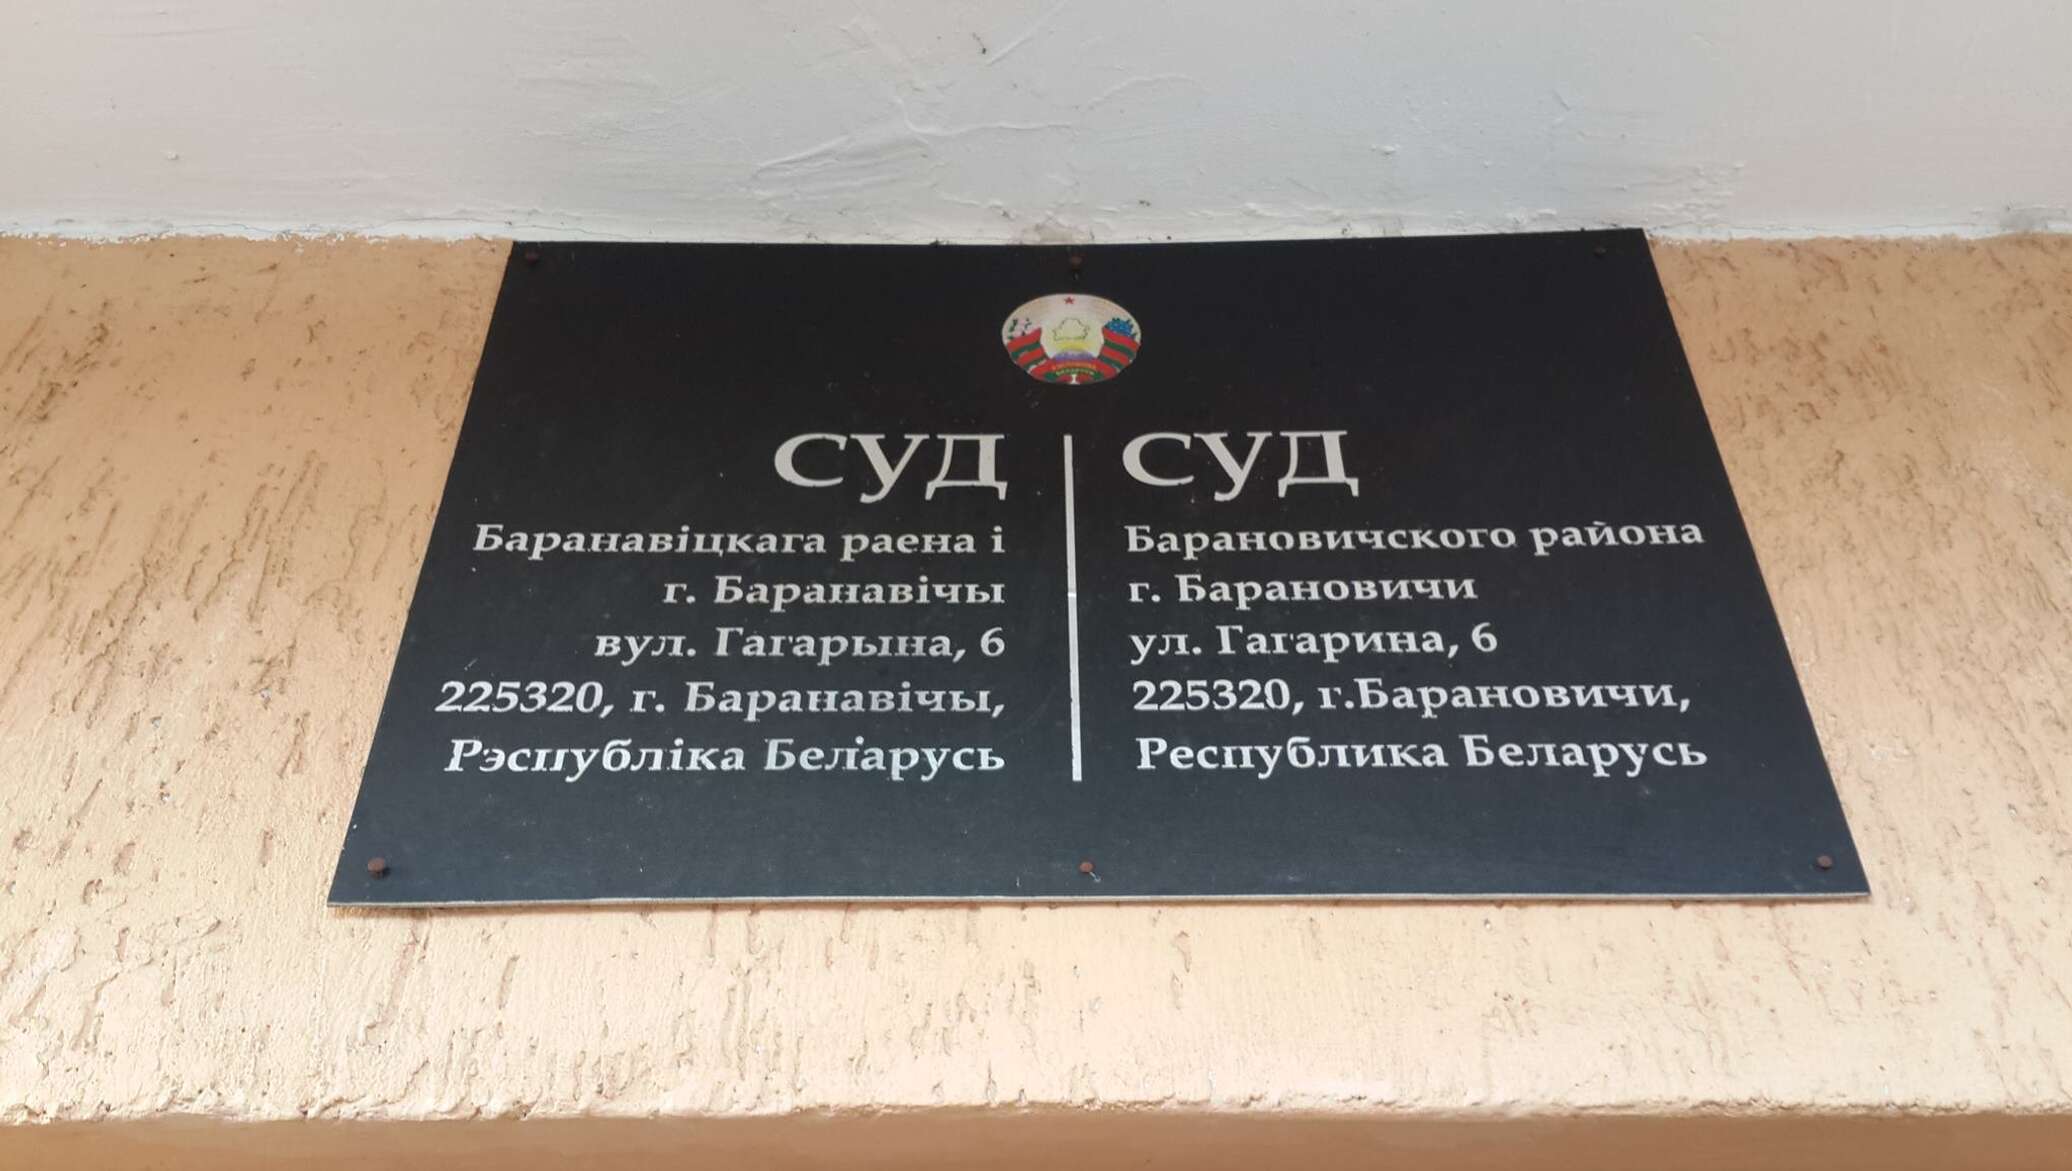 СУД
Баранавіцкага раена і
г. Баранавічы
вул. Гагарына, 6
225320, г. Баранавічы,
Рэспубліка Беларусь
СУД
Барановичского района
г. Барановичи
ул. Гагарина, 6
225320, г.Барановичи,
Республика Беларусь